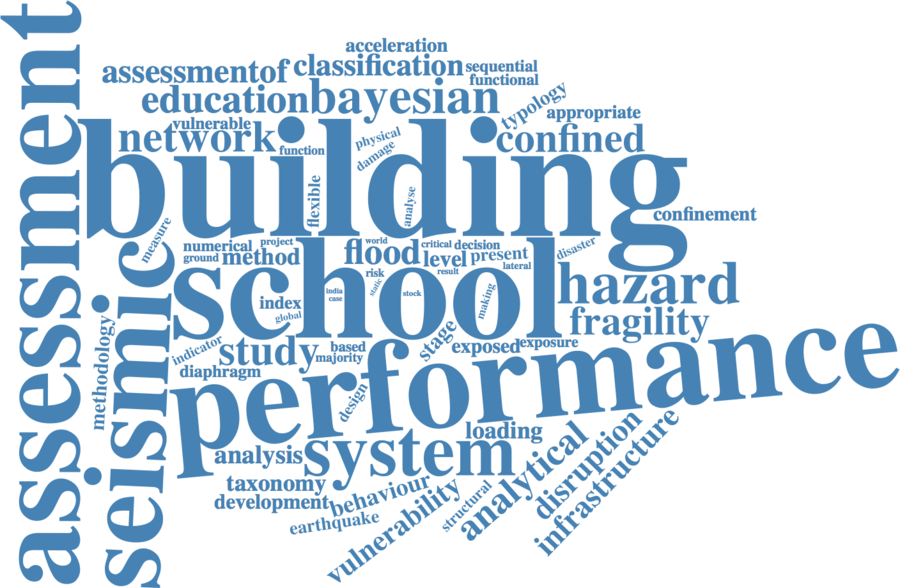 assessment
acceleration
assessmentof
classification
sequential
functional
education
bayesian
typology
appropriate
vulnerable
network
function
physical
damage
confined
building
flexible
analyse
confinement
measure
seismic
numerical
project
ground
method
world
flood
critical
decision
level
present
lateral
disaster
result
risk
static
school
india
case
stock
making
index
global
hazard
fragility
methodology
indicator
study
based
majority
stage
exposed
exposure
diaphragm
performance
design
loading
analysis
system
analytical
disruption
infrastructure
taxonomy
development
behaviour
structural
earthquake
vulnerability